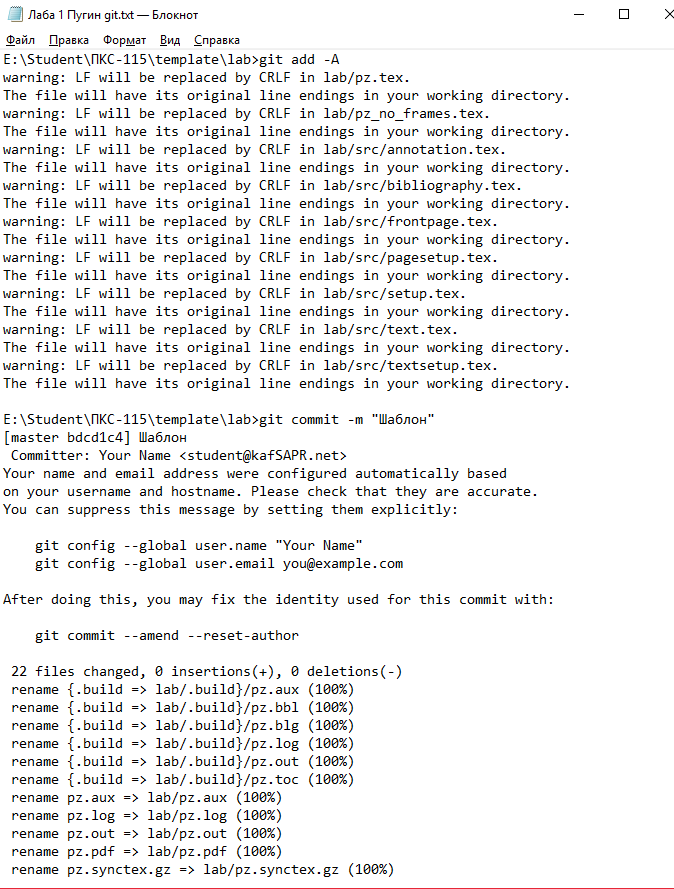 Лаба 1 Пугин git.txt — Блокнот
Файл Правка Формат Вид Справка
E:\Student\ПКС-115\template\lab>git add -A
warning: LF will be replaced by CRLF in lab/pz.tex.
The file will have its original line endings in your working directory.
warning: LF will be replaced by CRLF in lab/pz_no_frames.tex.
The file will have its original line endings in your working directory.
warning: LF will be replaced by CRLF in lab/src/annotation.tex.
The file will have its original line endings in your working directory.
warning: LF will be replaced by CRLF in lab/src/bibliography.tex.
The file will have its original line endings in your working directory.
warning: LF will be replaced by CRLF in lab/src/frontpage.tex.
The file will have its original line endings in your working directory.
warning: LF will be replaced by CRLF in lab/src/pagesetup.tex.
The file will have its original line endings in your working directory.
warning: LF will be replaced by CRLF in lab/src/setup.tex.
The file will have its original line endings in your working directory.
warning: LF will be replaced by CRLF in lab/src/text.tex.
The file will have its original line endings in your working directory.
warning: LF will be replaced by CRLF in lab/src/textsetup.tex.
The file will have its original line endings in your working directory.
E:\Student\ПКС-115\template\lab>git commit -m "Шаблон"
[master bdcd1c4] Шаблон
Committer: Your Name <student@kafSAPR.net>
Your name and email address were configured automatically based
on your username and hostname. Please check that they are accurate.
You can suppress this message by setting them explicitly:
git config --global user.name "Your Name"
git config --global user.email you@example.com
After doing this, you may fix the identity used for this commit with:
git commit --amend --reset-author
22 files changed, 0 insertions(+), 0 deletions(-)
rename {.build => lab/.build}/pz.aux (100%)
rename {.build => lab/.build}/pz.bbl (100%)
rename {.build => lab/.build}/pz.blg (100%)
rename {.build => lab/.build}/pz.log (100%)
rename {.build => lab/.build}/pz.out (100%)
rename {.build => lab/.build}/pz.toc (100%)
rename pz.aux => lab/pz.aux (100%)
rename pz.log => lab/pz.log (100%)
rename pz.out => lab/pz.out (100%)
rename pz.pdf => lab/pz.pdf (100%)
rename pz.synctex.gz => lab/pz.synctex.gz (100%)